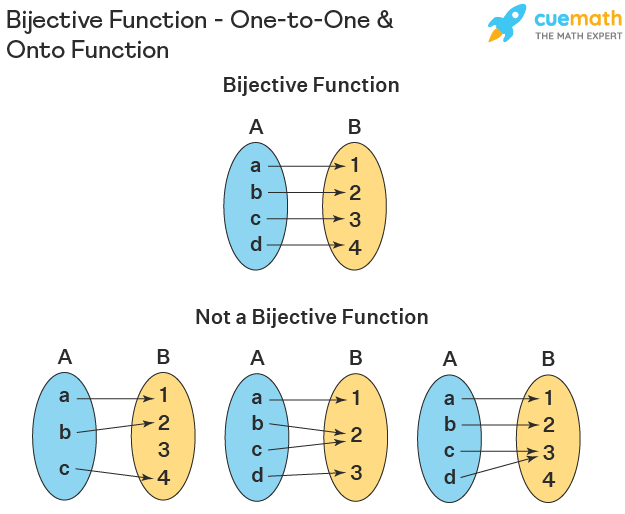 Bijective Function - One-to-One &
Onto Function
cuemath
THE MATH EXPERT
Bijective Function
A B
a 1
b 2
c 3
d 4
Not a Bijective Function
A B
a 1
b 2
3
c 4
A B
a 1
b 2
c
d 3
A B
a 1
b 2
c 3
d 4